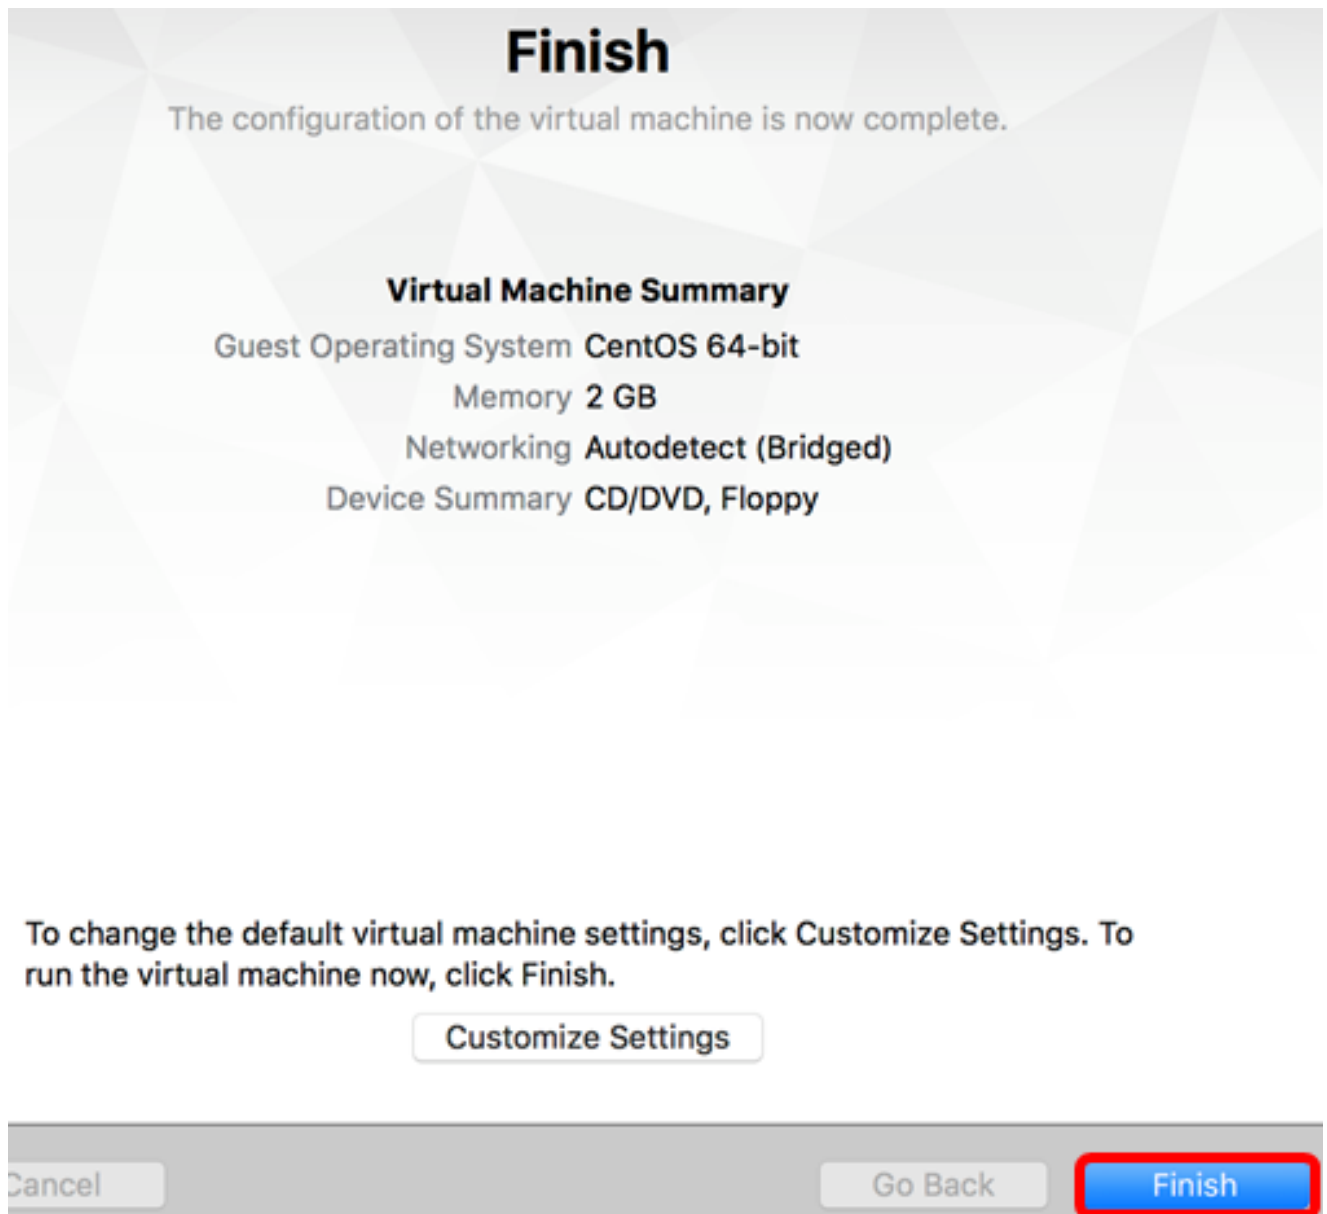 Finish
The configuration of the virtual machine is now complete.
Virtual Machine Summary
Guest Operating System CentOS 64-bit
Memory 2 GB
Networking Autodetect (Bridged)
Device Summary CD/DVD, Floppy
To change the default virtual machine settings, click Customize Settings. To
run the virtual machine now, click Finish.
Customize Settings
Cancel Go Back Finish